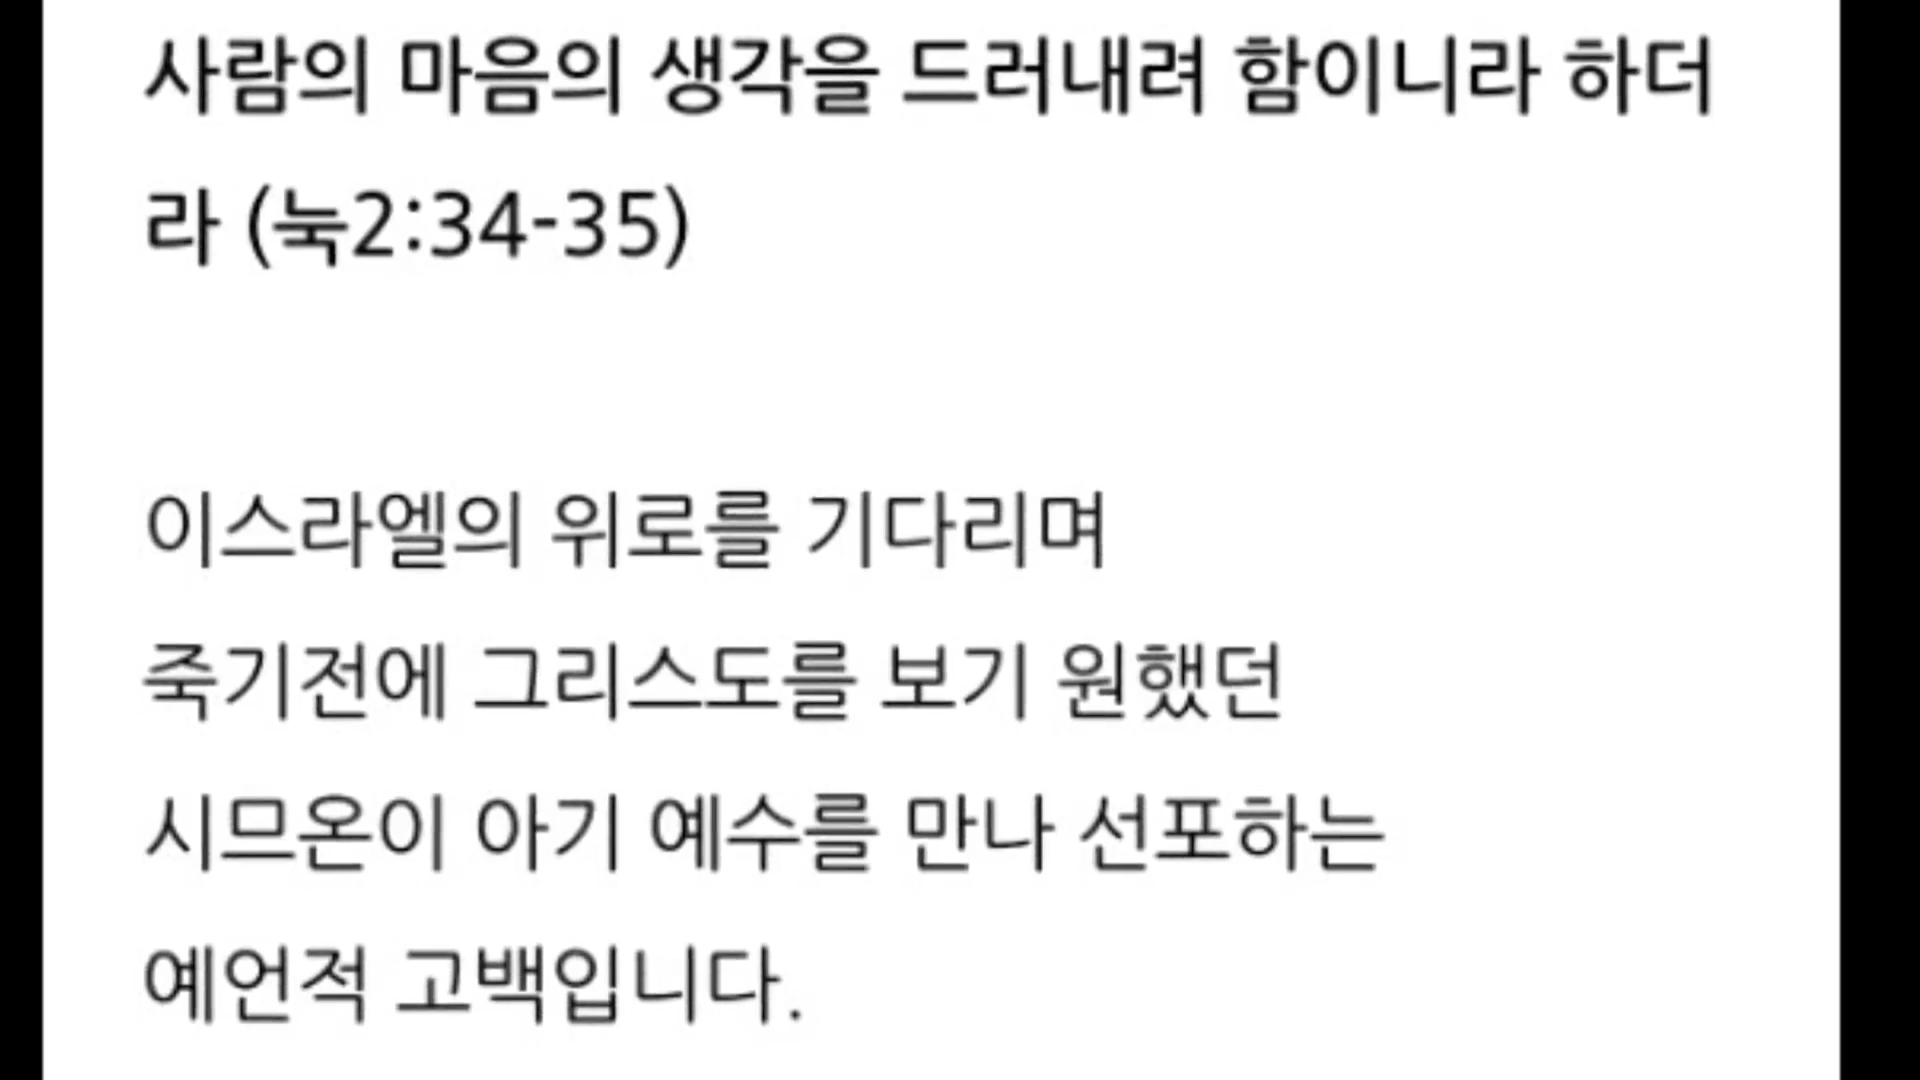 사람의 마음의 생각을 드러내려 함이니라 하더
라 (눅2:34-35)
이스라엘의 위로를 기다리며
죽기전에 그리스도를 보기 원했던
시므온이 아기 예수를 만나 선포하는
예언적 고백입니다.